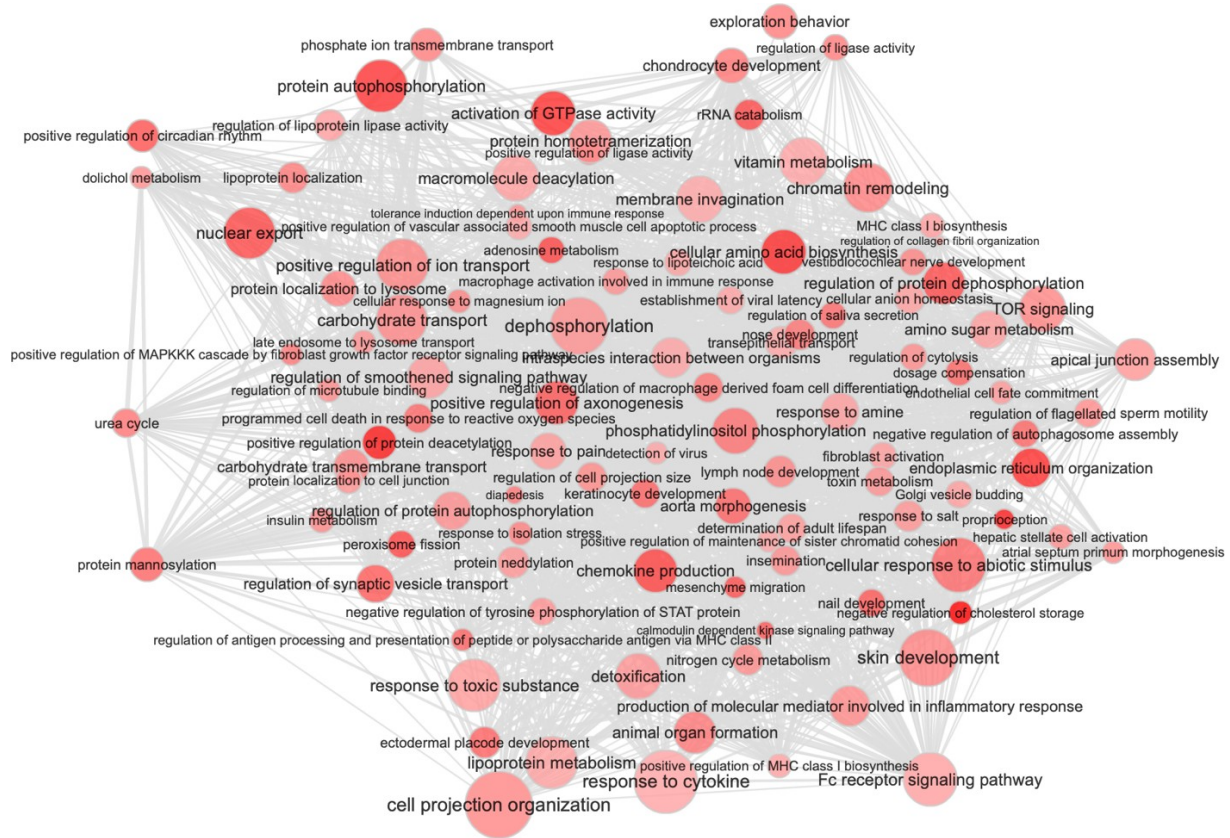 exploration behavior
phosphate ion transmembrane transport
regulation of ligase activity
chondrocyte development
protein autophosphorylation
activation of GTPase activity
rRNA catabolism
regulation of lipoprotein lipase activity
positive regulation of circadian rhythm
protein homotetramerization
positive regulation of ligase activity
vitamin metabolism
dolichol metabolism
lipoprotein localization
macromolecule deacylation
chromatin remodeling
membrane invagination
tolerance induction dependent upon immune response
positive regulation of vascular associated smooth muscle cell apoptotic process
MHC class I biosynthesis
nuclear export
regulation of collagen fibril organization
adenosine metabolism
cellular amino acid biosynthesis
response to lipoteichoic acid
vestibulocochlear nerve development
positive regulation of ion transport
macrophage activation involved in immune response
regulation of protein dephosphorylation
protein localization to lysosome
cellular response to magnesium ion
establishment of viral latency
cellular anion homeostasis
TOR signaling
carbohydrate transport
dephosphorylation
regulation of saliva secretion
nose development
amino sugar metabolism
late endosome to lysosome transport
transepithelial transport
positive regulation of MAPKKK cascade by fibroblast growth factor receptor signaling pathway
intraspecies interaction between organisms
regulation of cytolysis
apical junction assembly
dosage compensation
regulation of smoothened signaling pathway
negative regulation of macrophage derived foam cell differentiation
regulation of microtubule binding
endothelial cell fate commitment
positive regulation of axonogenesis
response to amine
regulation of flagellated sperm motility
urea cycle
programmed cell death in response to reactive oxygen species
phosphatidylinositol phosphorylation
negative regulation of autophagosome assembly
positive regulation of protein deacetylation
response to pain
detection of virus
fibroblast activation
carbohydrate transmembrane transport
lymph node development
endoplasmic reticulum organization
protein localization to cell junction
regulation of cell projection size
toxin metabolism
diapedesis
keratinocyte development
Golgi vesicle budding
aorta morphogenesis
regulation of protein autophosphorylation
response to salt
proprioception
insulin metabolism
determination of adult lifespan
response to isolation stress
positive regulation of maintenance of sister chromatid cohesion
hepatic stellate cell activation
peroxisome fission
atrial septum primum morphogenesis
protein mannosylation
protein neddylation
insemination
cellular response to abiotic stimulus
chemokine production
regulation of synaptic vesicle transport
mesenchyme migration
nail development
negative regulation of tyrosine phosphorylation of STAT protein
negative regulation of cholesterol storage
calmodulin dependent kinase signaling pathway
regulation of antigen processing and presentation of peptide or polysaccharide antigen via MHC class II
skin development
nitrogen cycle metabolism
response to toxic substance
detoxification
production of molecular mediator involved in inflammatory response
animal organ formation
ectodermal placode development
lipoprotein metabolism
positive regulation of MHC class I biosynthesis
response to cytokine
Fc receptor signaling pathway
cell projection organization